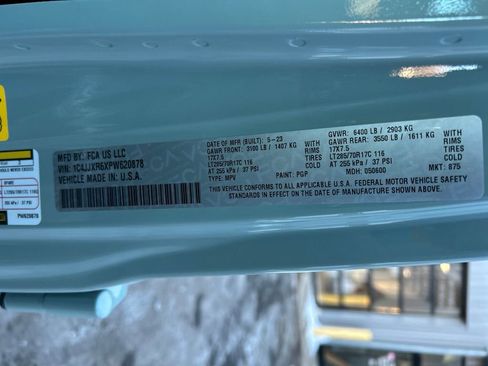 MFD BY: FCA US LLC
DATE OF MFR (BUILT): 5-23
GVWR: 6400 LB / 2903 KG
GAWR FRONT: 3100 LB / 1407 KG WITH
GAWR REAR: 3550 LB / 1611 KG WITH
17X7.5 RIMS
17X7.5 RIMS
LT285/70R17C 116 TIRES
LT285/70R17C 116 TIRES
AT 255 kPa / 37 PSI COLD
AT 255 kPa / 37 PSI COLD
VIN: 1C4JJXR6XPW620878
VEHICLE MADE IN U.S.A.
TYPE: MPV
PAINT: PGP
MDH: 050600
MKT: 875
THIS VEHICLE CONFORMS TO ALL APPLICABLE U.S.A. FEDERAL MOTOR VEHICLE SAFETY
STANDARDS IN EFFECT ON THE DATE OF MANUFACTURE SHOWN ABOVE.
PW620878